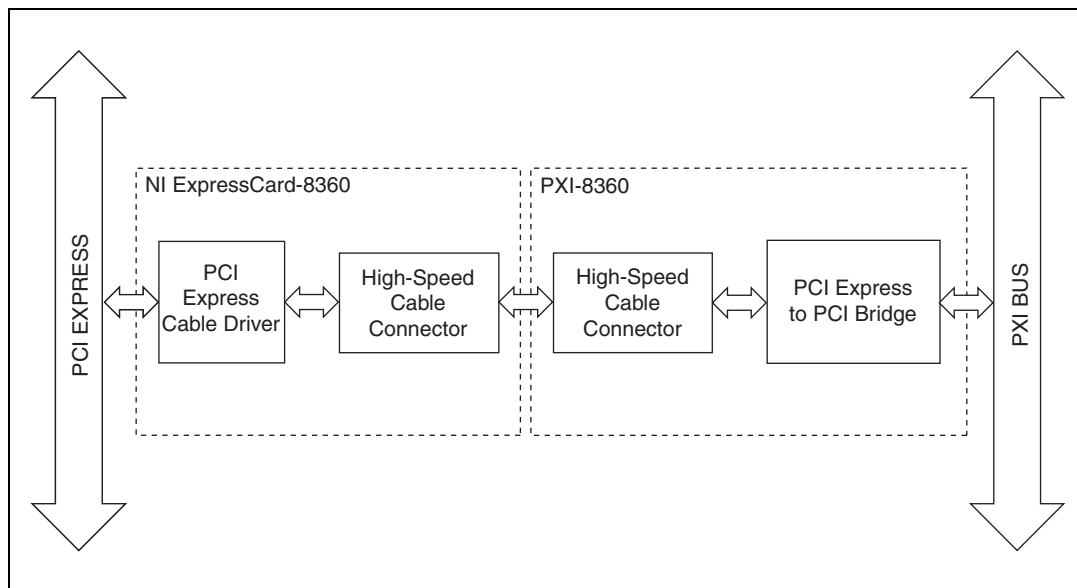 NI ExpressCard-8360
PXI-8360
PCI EXPRESS
PCI
Express
Cable Driver
High-Speed
Cable
Connector
High-Speed
Cable
Connector
PCI Express
to PCI Bridge
PXI BUS